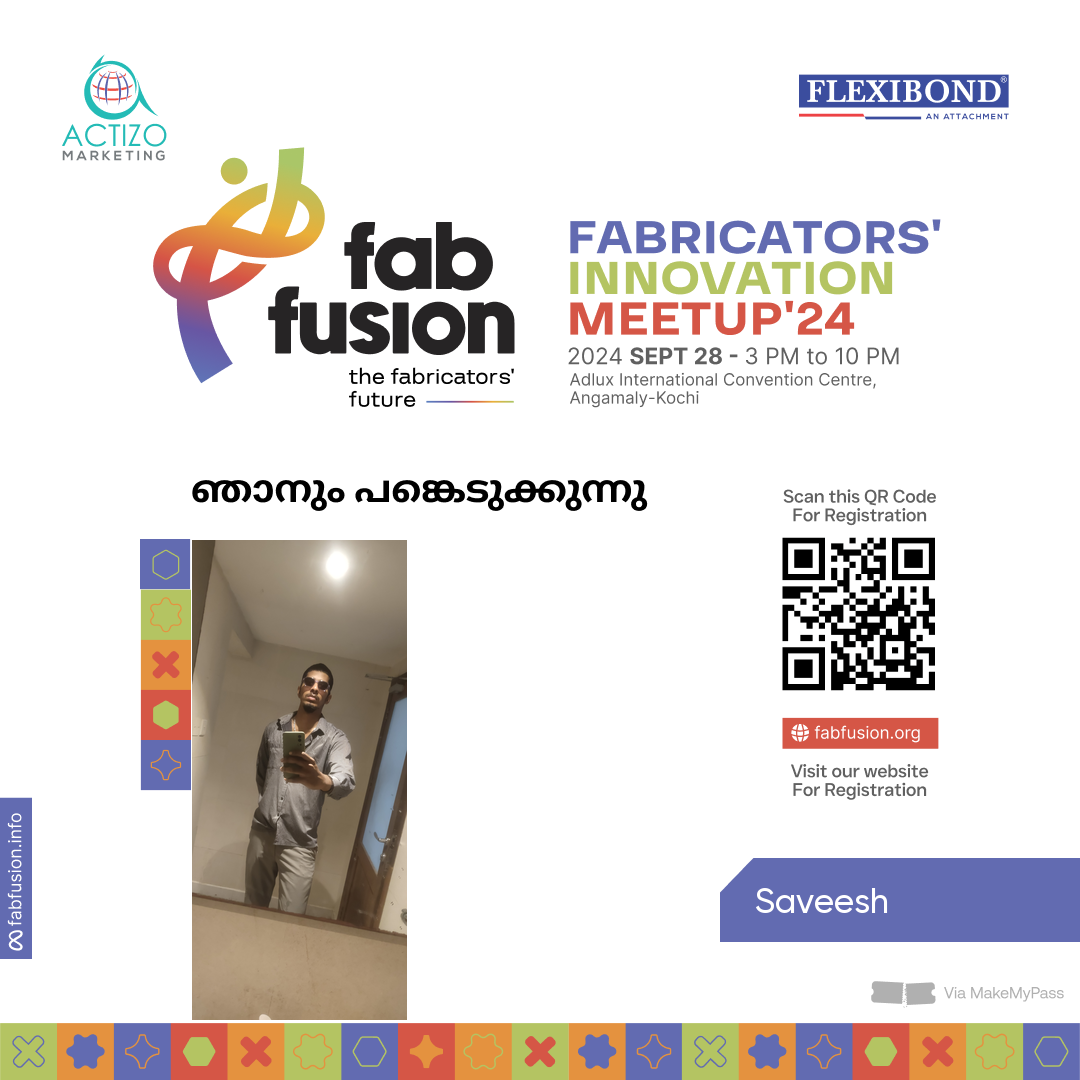 ACTIZO
MARKETING
FLEXIBOND®
AN ATTACHMENT
fab
fusion
the fabricators'
future
FABRICATORS'
INNOVATION
MEETUP'24
2024 SEPT 28 - 3 PM to 10 PM
Adlux International Convention Centre,
Angamaly-Kochi
ഞാനും പങ്കെടുക്കുന്നു
Scan this QR Code
For Registration
fabfusion.org
Visit our website
For Registration
fabfusion.info
Saveesh
Via MakeMyPass